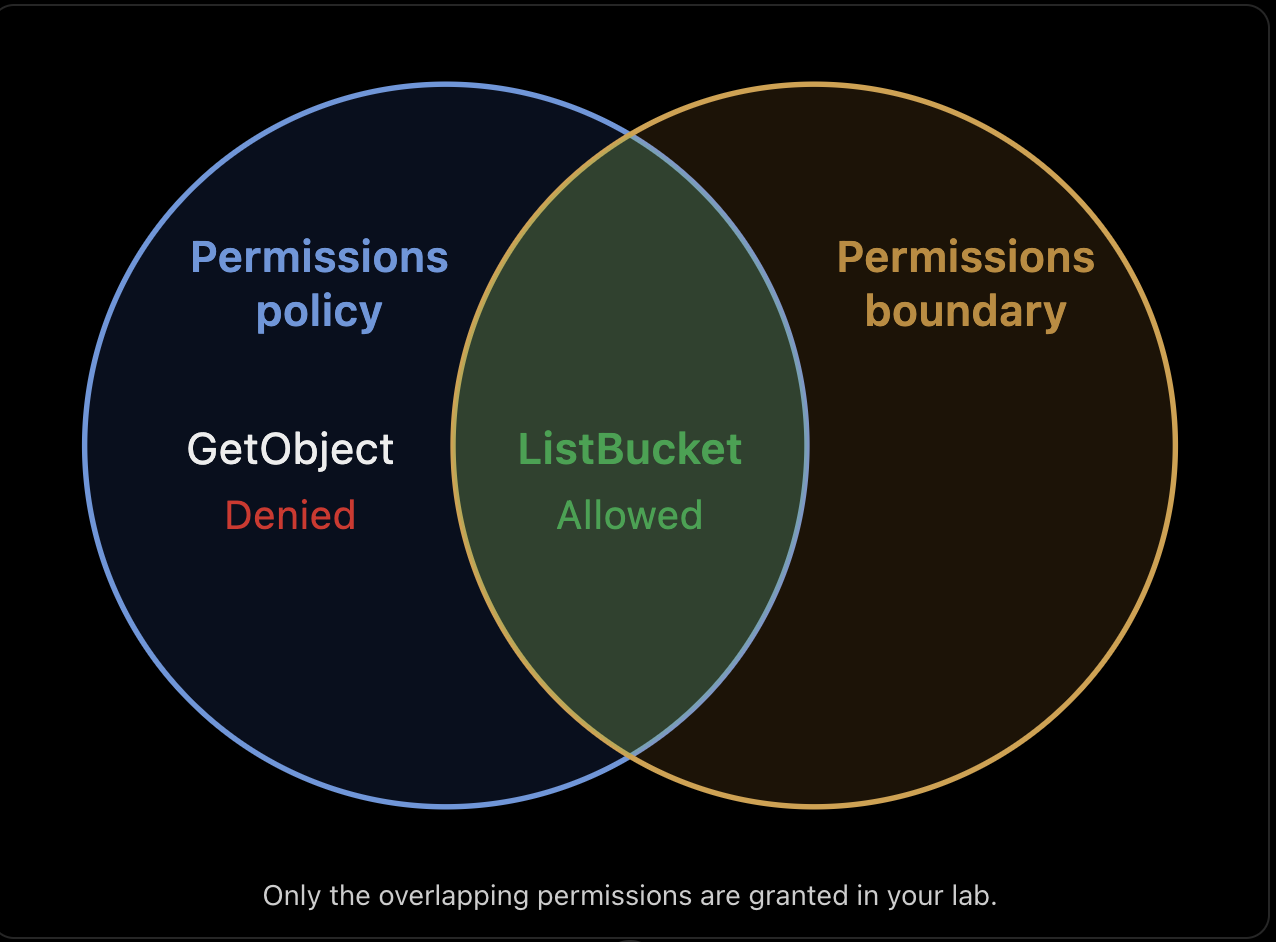 Permissions
policy
Permissions
boundary
GetObject
Denied
ListBucket
Allowed
Only the overlapping permissions are granted in your lab.